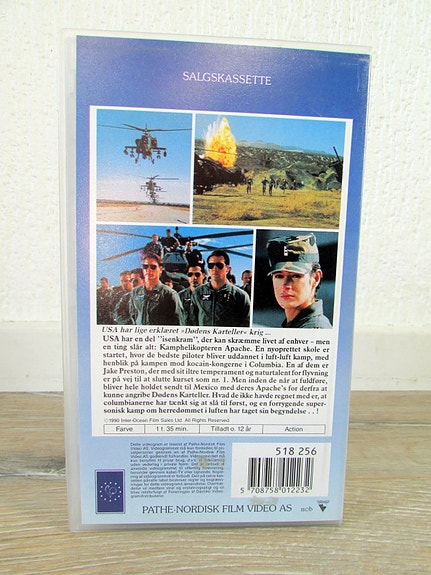 SALGSKASSETTE
USA har lige erklæret »Dødens Karteller« krig ...
USA har en del "isenkram", der kan skræmme livet af enhver – men
en ting slår alt: Kamphelikopteren Apache. En nyoprettet skole er
startet, hvor de bedste piloter bliver uddannet i luft-luft kamp, med
henblik på kampen mod kocain-kongerne i Columbia. En af dem er
Jake Preston, der med sit iltre temperament og naturtalent for flyvning
er på vej til at slutte kurset som nr. 1. Men inden de når at fuldføre,
bliver hele holdet sendt til Mexico med deres Apache's for derfra at
kunne angribe Dødens Karteller. Hvad de ikke havde regnet med er, at
columbianerne har tænkt sig at slå til først, og en forrygende super-
sonisk kamp om herredømmet i luften har taget sin begyndelse . . !
©1990 Inter-Ocean Film Sales Ltd. All Rights Reserved.
Farve 1 t. 35 min. Tilladt o. 12 år Action
518 256
5 708758 012232
PATHE-NORDISK FILM VIDEO AS ncb